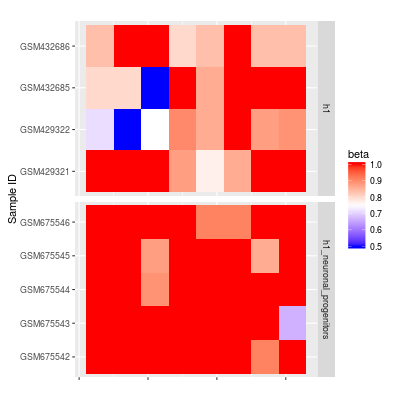 GSM432686
GSM432685
GSM429322
GSM429321
h1
GSM675546
GSM675545
GSM675544
GSM675543
GSM675542
h1_neuronal_progenitors
Sample ID
beta
1.0
0.9
0.8
0.7
0.6
0.5